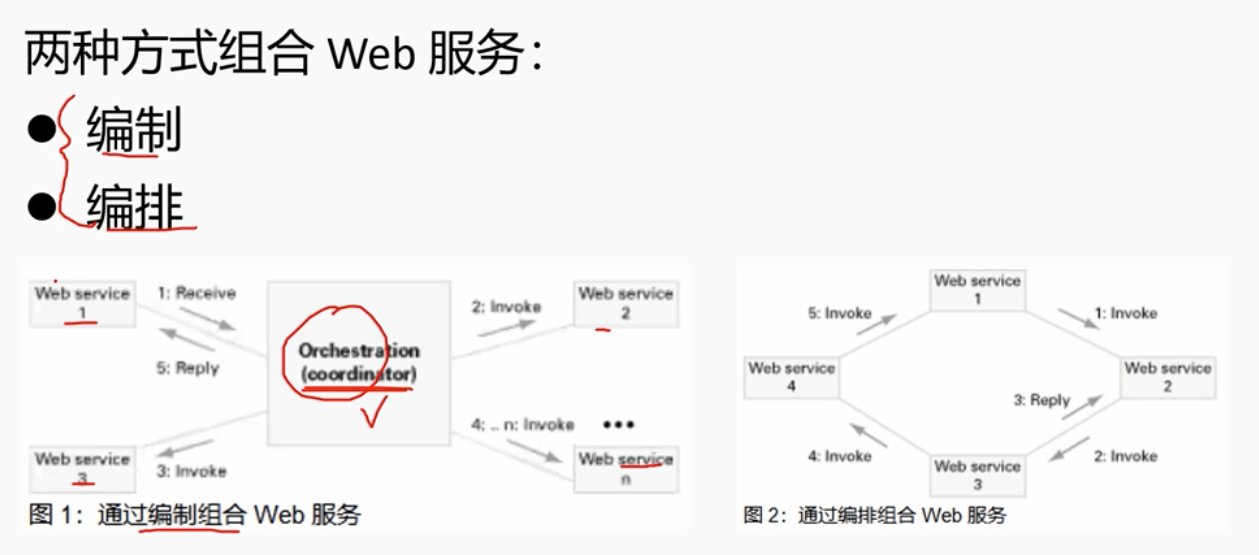 两种方式组合 Web 服务：
● 编制
● 编排
Web service
1
1: Receive
5: Reply
Orchestration
(coordinator)
2: Invoke
Web service
2
Web service
3
3: Invoke
4: .. n: Invoke
•••
Web service
n
图 1：通过编制组合 Web 服务
Web service
1
5: Invoke
1: Invoke
Web service
4
Web service
2
3: Reply
4: Invoke
2: Invoke
Web service
3
图 2：通过编排组合 Web 服务